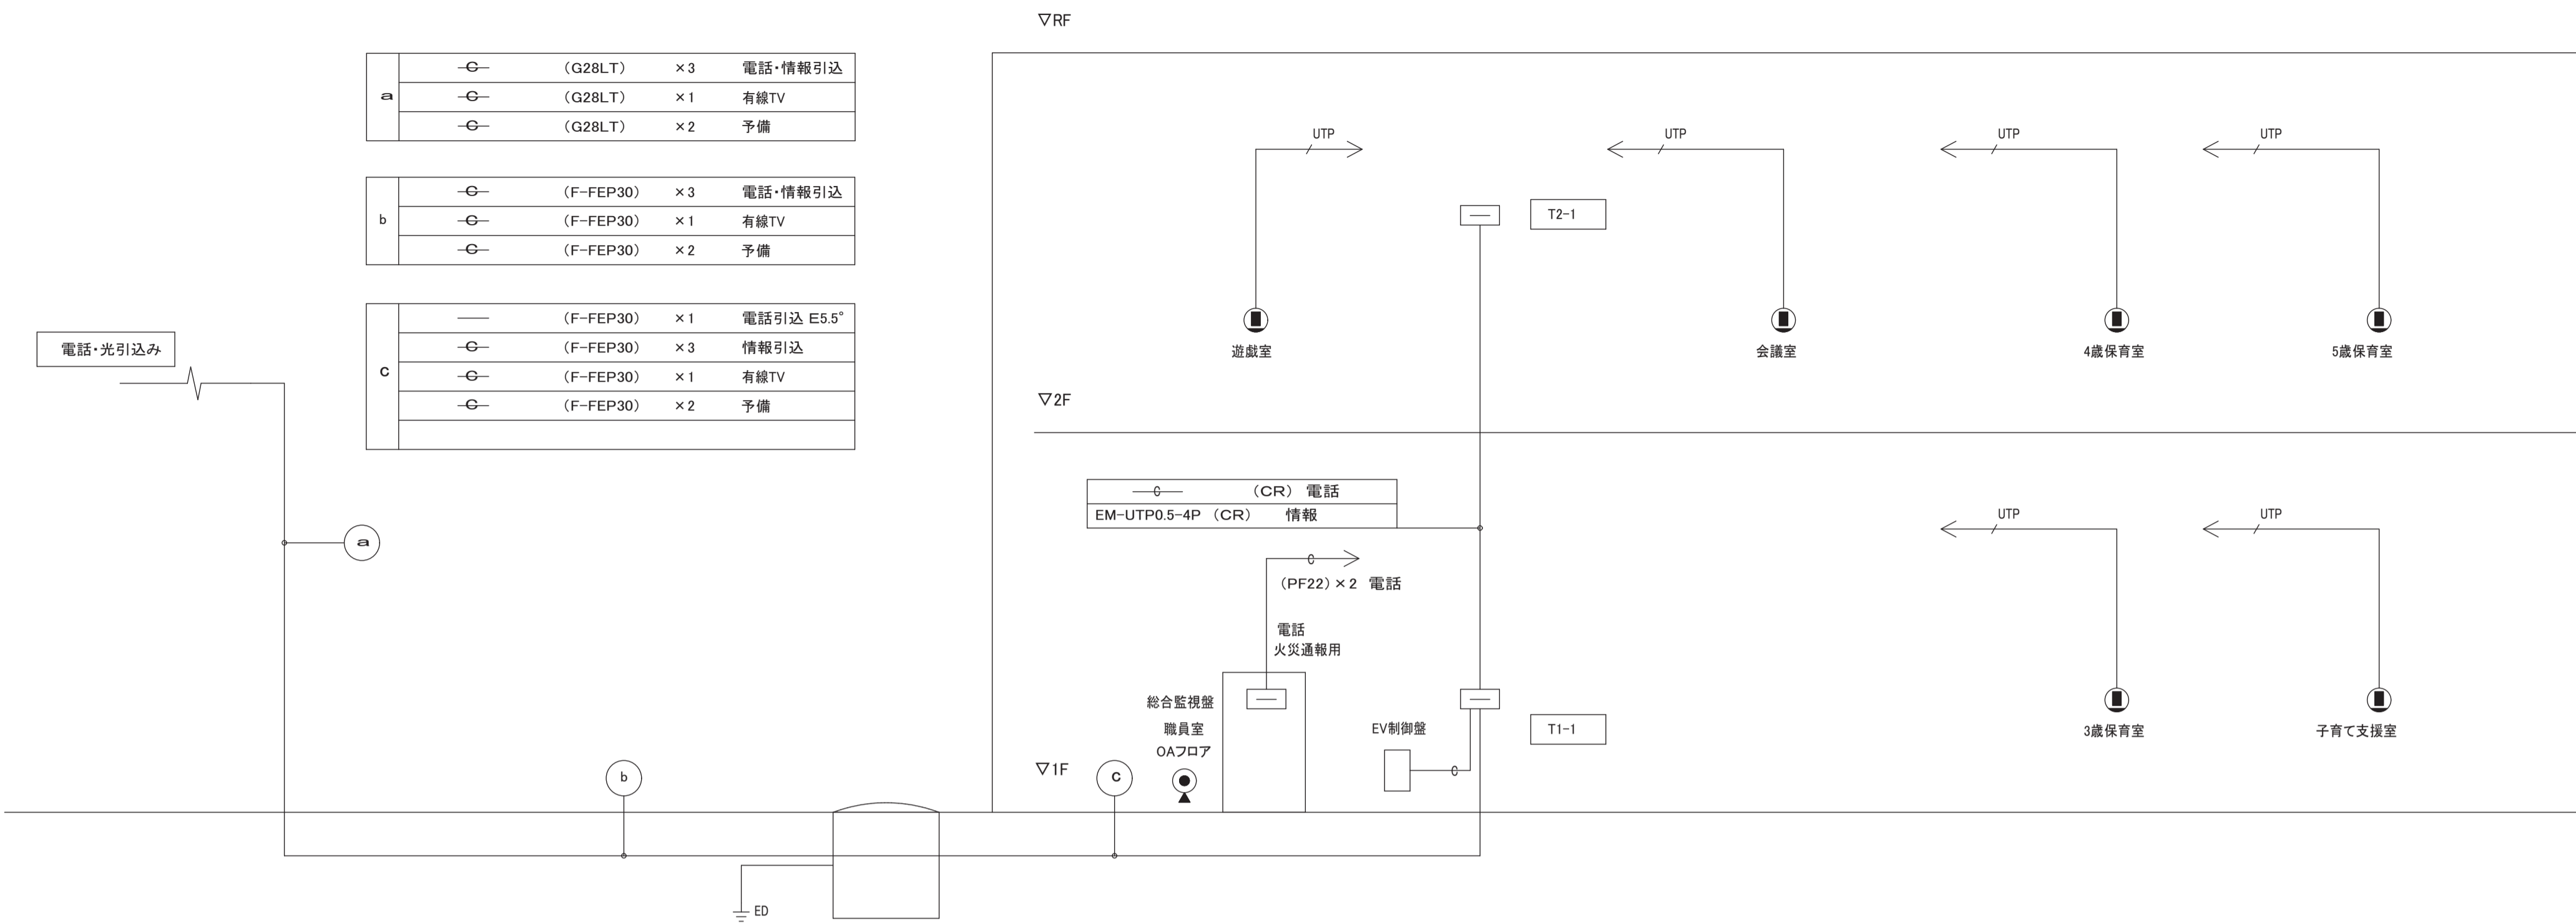 ▽RF
a
C (G28LT) ×3 電話・情報引込
C (G28LT) ×1 有線TV
C (G28LT) ×2 予備
b
C (F-FEP30) ×3 電話・情報引込
C (F-FEP30) ×1 有線TV
C (F-FEP30) ×2 予備
c
(F-FEP30) ×1 電話引込 E5.5°
C (F-FEP30) ×3 情報引込
C (F-FEP30) ×1 有線TV
C (F-FEP30) ×2 予備
電話・光引込み
a
b
c
ED
UTP
UTP
UTP
UTP
T2-1
遊戯室
会議室
4歳保育室
5歳保育室
▽2F
C (CR) 電話
EM-UTP0.5-4P (CR) 情報
C
(PF22)×2 電話
電話
火災通報用
総合監視盤
職員室
OAフロア
EV制御盤
C
T1-1
UTP
UTP
3歳保育室
子育て支援室
▽1F